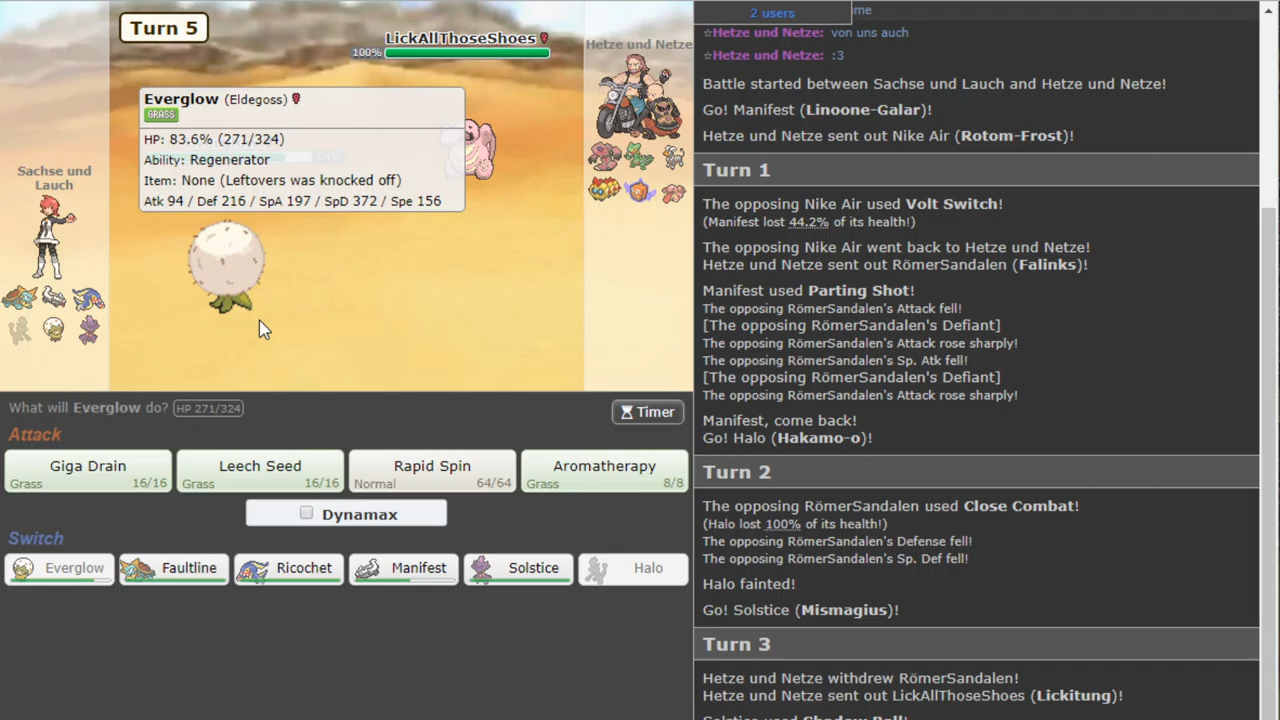 Turn 5
LickAllThoseShoes
100%
Hetze und Netze
Everglow (Eldegoss)
GRASS
HP: 83.6% (271/324)
Ability: Regenerator
Item: None (Leftovers was knocked off)
Atk 94 / Def 216 / SpA 197 / SpD 372 / Spe 156
Sachse und
Lauch
What will Everglow do? HP 271/324
Timer
Attack
Giga Drain
Grass 16/16
Leech Seed
Grass 16/16
Rapid Spin
Normal 64/64
Aromatherapy
Grass 8/8
Dynamax
Switch
Everglow
Faultline
Ricochet
Manifest
Solstice
Halo
2 users
me
☆Hetze und Netze: von uns auch
☆Hetze und Netze: :3
Battle started between Sachse und Lauch and Hetze und Netze!
Go! Manifest (Linoone-Galar)!
Hetze und Netze sent out Nike Air (Rotom-Frost)!
Turn 1
The opposing Nike Air used Volt Switch!
(Manifest lost 44.2% of its health!)
The opposing Nike Air went back to Hetze und Netze!
Hetze und Netze sent out RömerSandalen (Falinks)!
Manifest used Parting Shot!
The opposing RömerSandalen's Attack fell!
[The opposing RömerSandalen's Defiant]
The opposing RömerSandalen's Attack rose sharply!
The opposing RömerSandalen's Sp. Atk fell!
[The opposing RömerSandalen's Defiant]
The opposing RömerSandalen's Attack rose sharply!
Manifest, come back!
Go! Halo (Hakamo-o)!
Turn 2
The opposing RömerSandalen used Close Combat!
(Halo lost 100% of its health!)
The opposing RömerSandalen's Defense fell!
The opposing RömerSandalen's Sp. Def fell!
Halo fainted!
Go! Solstice (Mismagius)!
Turn 3
Hetze und Netze withdrew RömerSandalen!
Hetze und Netze sent out LickAllThoseShoes (Lickitung)!
Solstice used Shadow Ball!